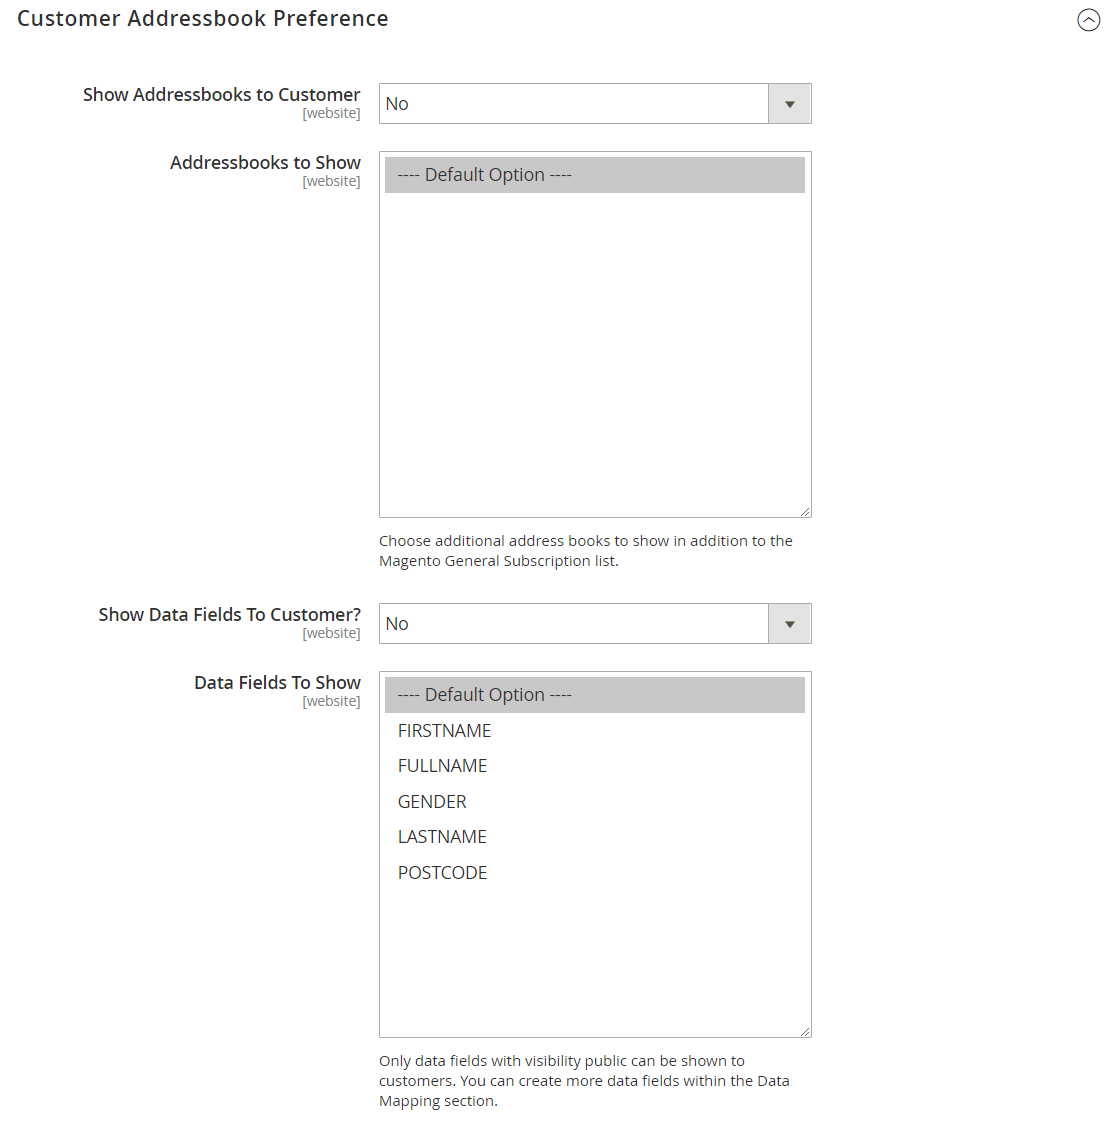 Customer Addressbook Preference
Show Addressbooks to Customer
[website]
No
Addressbooks to Show
[website]
---- Default Option ----
Choose additional address books to show in addition to the
Magento General Subscription list.
Show Data Fields To Customer?
[website]
No
Data Fields To Show
[website]
---- Default Option ----
FIRSTNAME
FULLNAME
GENDER
LASTNAME
POSTCODE
Only data fields with visibility public can be shown to
customers. You can create more data fields within the Data
Mapping section.